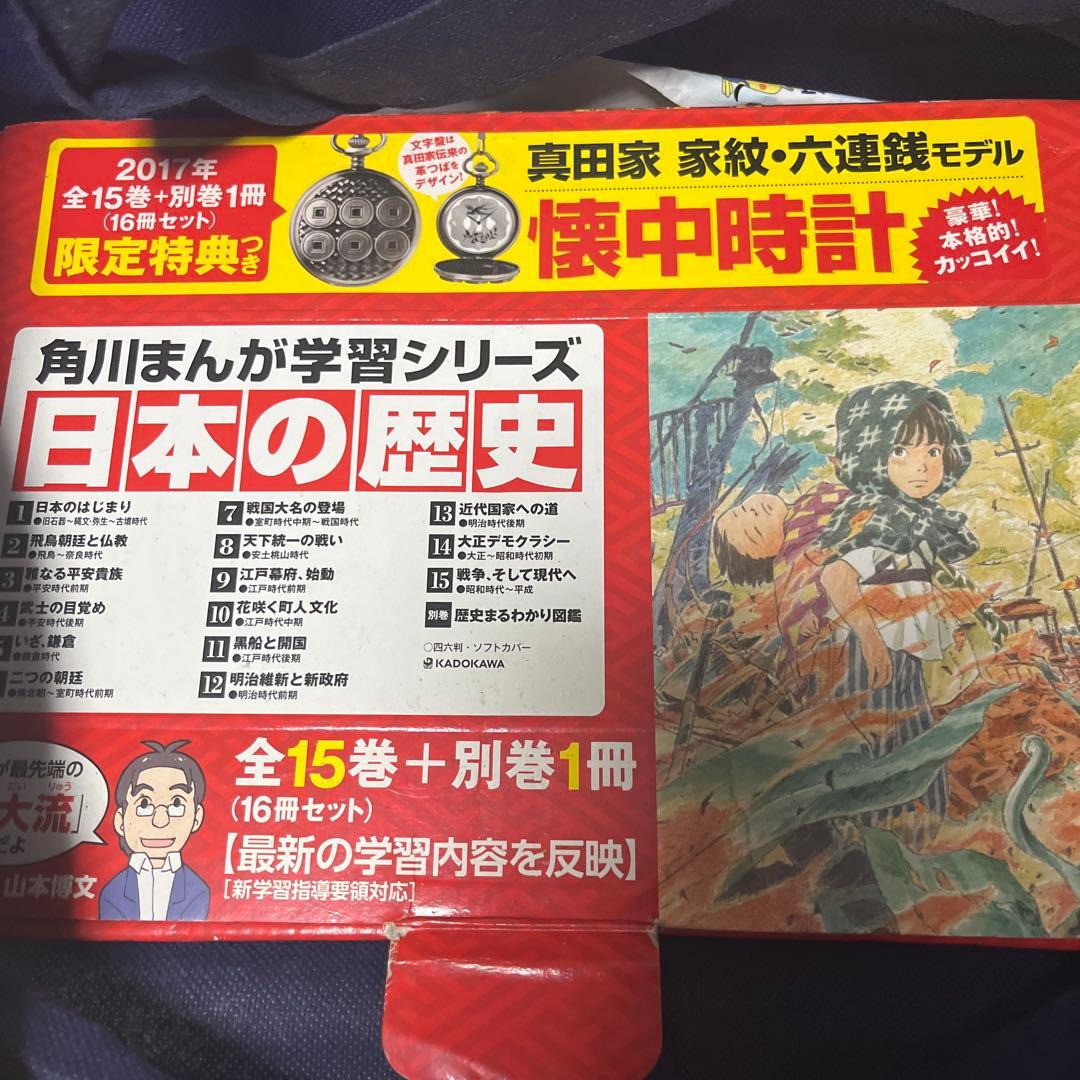 2017年
全15巻+別巻1冊
(16冊セット)
限定特典つき
文字盤は
真田家伝来の
革つばを
デザイン!
真田家 家紋・六連銭モデル
懐中時計
豪華!
本格的!
カッコイイ!
角川まんが学習シリーズ
日本の歴史
1 日本のはじまり
●旧石器〜縄文・弥生〜古墳時代
2 飛鳥朝廷と仏教
●飛鳥〜奈良時代
3 雅なる平安貴族
●平安時代前期
4 武士の目覚め
●平安時代後期
いざ、鎌倉
●鎌倉時代
二つの朝廷
●南北朝〜室町時代前期
7 戦国大名の登場
●室町時代中期〜戦国時代
8 天下統一の戦い
●安土桃山時代
9 江戸幕府、始動
●江戸時代前期
10 花咲く町人文化
●江戸時代中期
11 黒船と開国
●江戸時代後期
12 明治維新と新政府
●明治時代前期
13 近代国家への道
●明治時代後期
14 大正デモクラシー
●大正〜昭和時代初期
15 戦争、そして現代へ
●昭和時代〜平成
別巻 歴史まるわかり図鑑
○四六判・ソフトカバー
KADOKAWA
が最先端の
大流」
だいりゅう
だよ
山本博文
全15巻+別巻1冊
(16冊セット)
【最新の学習内容を反映】
[新学習指導要領対応]